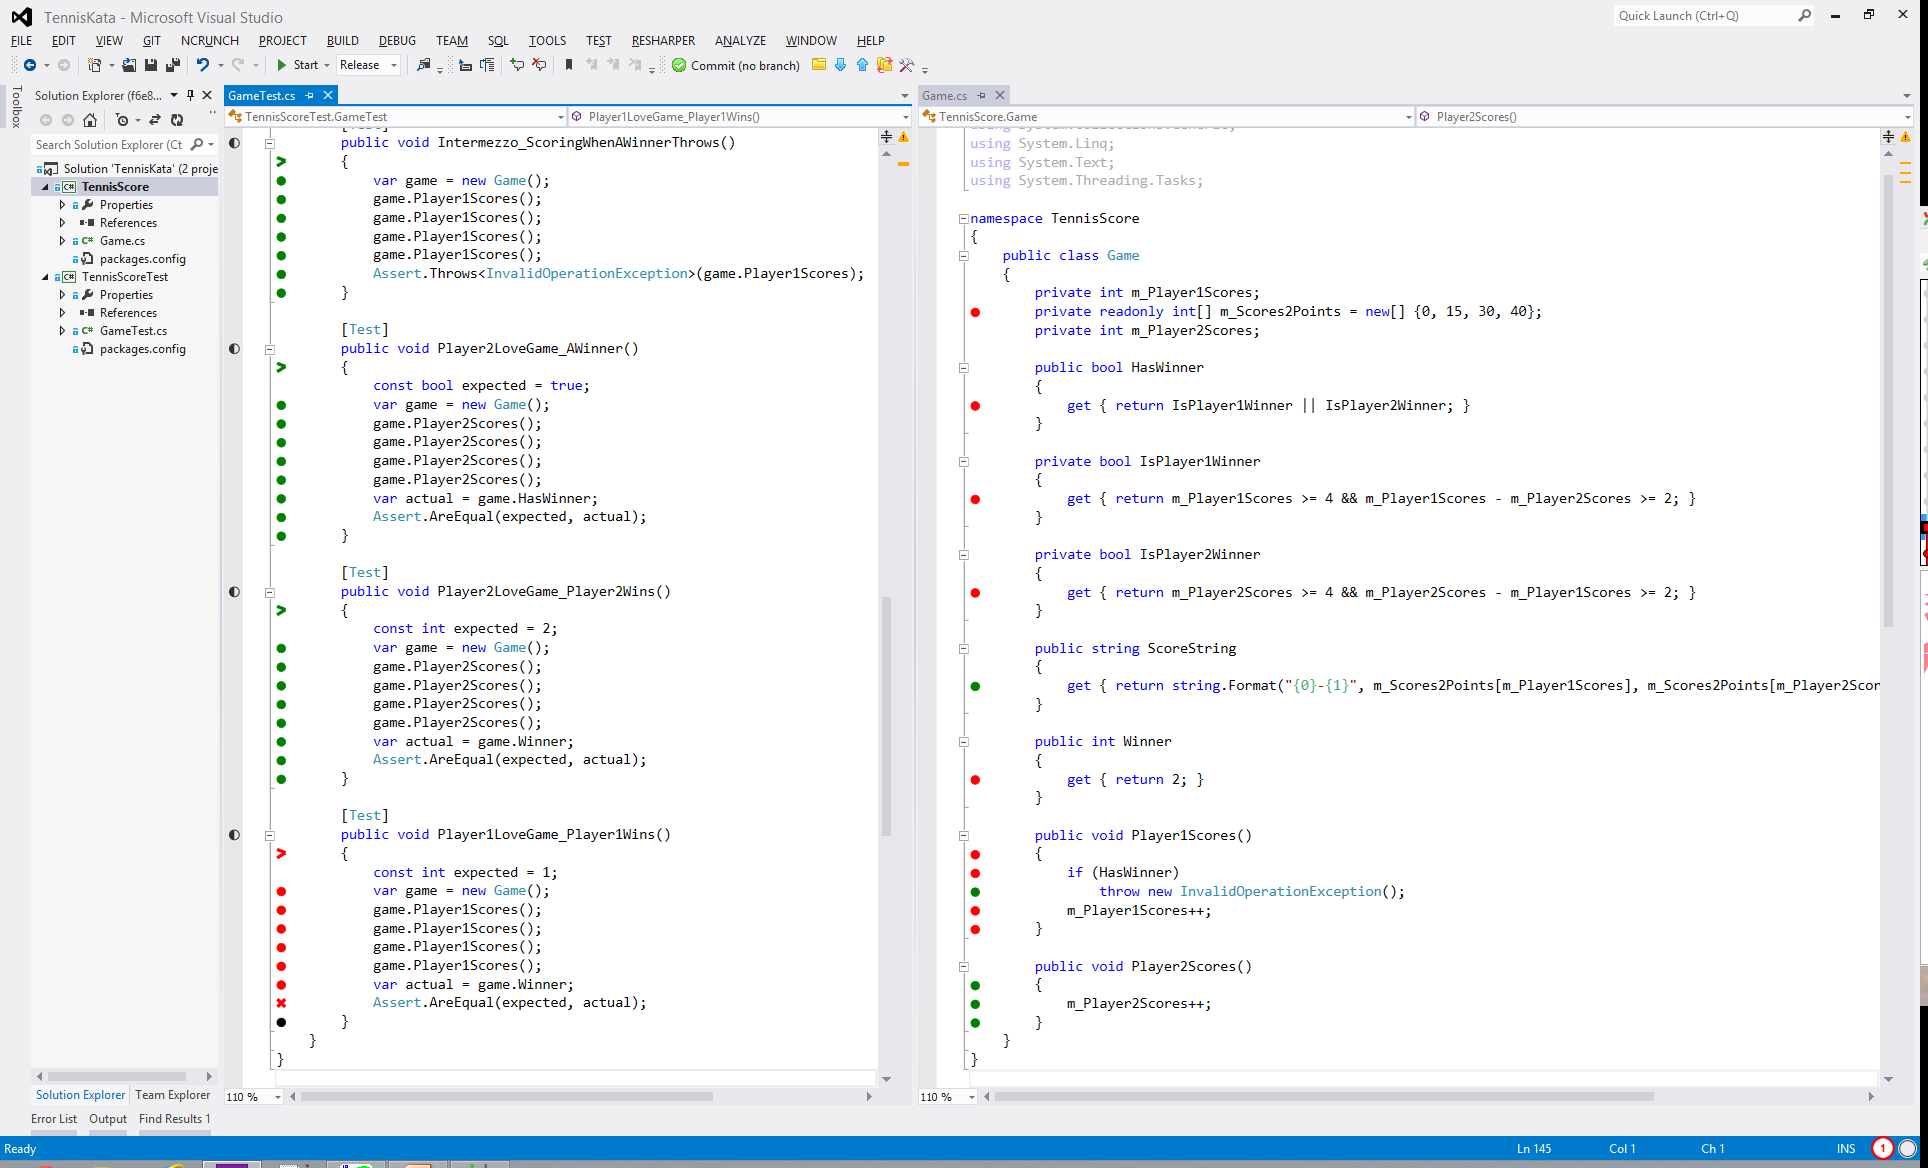 TennisKata - Microsoft Visual Studio
Quick Launch (Ctrl+Q)
FILE EDIT VIEW GIT NCRUNCH PROJECT BUILD DEBUG TEAM SQL TOOLS TEST RESHARPER ANALYZE WINDOW HELP
Start Release Commit (no branch)
Toolbox
Solution Explorer (f6e8...
Search Solution Explorer (Ct
Solution 'TennisKata' (2 proje
TennisScore
Properties
References
Game.cs
packages.config
TennisScoreTest
Properties
References
GameTest.cs
packages.config
Solution Explorer Team Explorer
GameTest.cs
TennisScoreTest.GameTest Player1LoveGame_Player1Wins()
[Test]
public void Intermezzo_ScoringWhenAWinnerThrows()
{
var game = new Game();
game.Player1Scores();
game.Player1Scores();
game.Player1Scores();
game.Player1Scores();
Assert.Throws<InvalidOperationException>(game.Player1Scores);
}
[Test]
public void Player2LoveGame_AWinner()
{
const bool expected = true;
var game = new Game();
game.Player2Scores();
game.Player2Scores();
game.Player2Scores();
game.Player2Scores();
var actual = game.HasWinner;
Assert.AreEqual(expected, actual);
}
[Test]
public void Player2LoveGame_Player2Wins()
{
const int expected = 2;
var game = new Game();
game.Player2Scores();
game.Player2Scores();
game.Player2Scores();
game.Player2Scores();
var actual = game.Winner;
Assert.AreEqual(expected, actual);
}
[Test]
public void Player1LoveGame_Player1Wins()
{
const int expected = 1;
var game = new Game();
game.Player1Scores();
game.Player1Scores();
game.Player1Scores();
game.Player1Scores();
var actual = game.Winner;
Assert.AreEqual(expected, actual);
}
}
}
110 %
Game.cs
TennisScore.Game Player2Scores()
using System.Collections.Generic;
using System.Linq;
using System.Text;
using System.Threading.Tasks;
namespace TennisScore
{
public class Game
{
private int m_Player1Scores;
private readonly int[] m_Scores2Points = new[] {0, 15, 30, 40};
private int m_Player2Scores;
public bool HasWinner
{
get { return IsPlayer1Winner || IsPlayer2Winner; }
}
private bool IsPlayer1Winner
{
get { return m_Player1Scores >= 4 && m_Player1Scores - m_Player2Scores >= 2; }
}
private bool IsPlayer2Winner
{
get { return m_Player2Scores >= 4 && m_Player2Scores - m_Player1Scores >= 2; }
}
public string ScoreString
{
get { return string.Format("{0}-{1}", m_Scores2Points[m_Player1Scores], m_Scores2Points[m_Player2Scor
}
public int Winner
{
get { return 2; }
}
public void Player1Scores()
{
if (HasWinner)
throw new InvalidOperationException();
m_Player1Scores++;
}
public void Player2Scores()
{
m_Player2Scores++;
}
}
}
110 %
Error List Output Find Results 1
Ready Ln 145 Col 1 Ch 1 INS 1